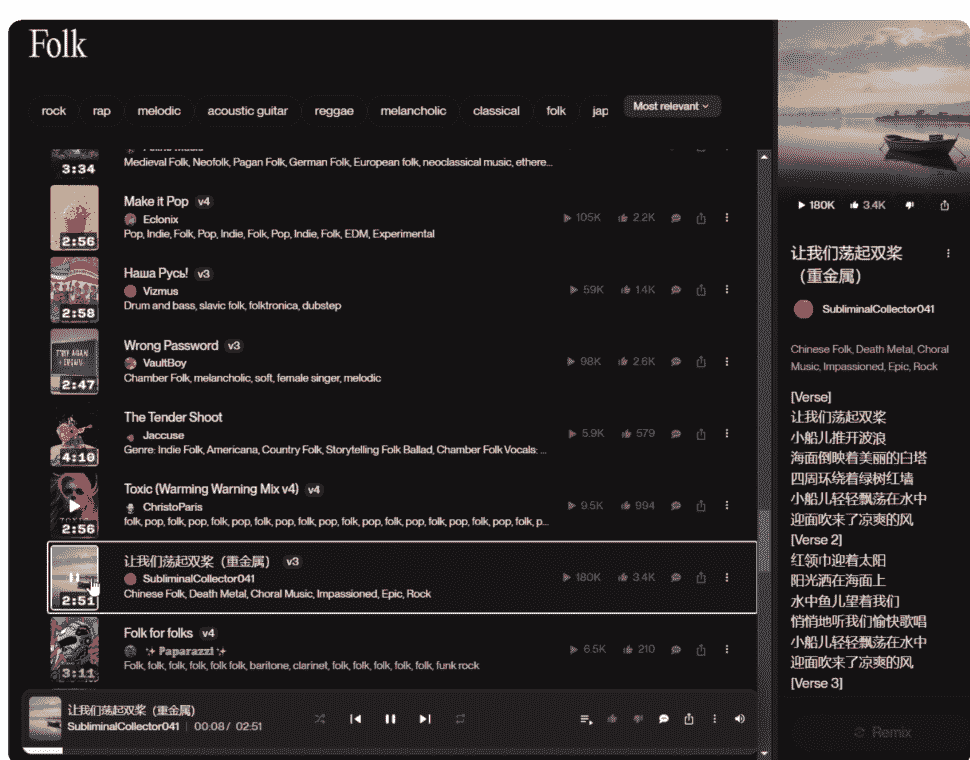 Folk
rock
rap
melodic
acoustic guitar
reggae
melancholic
classical
folk
jap
Most relevant
3:34
Medieval Folk, Neofolk, Pagan Folk, German Folk, European folk, neoclassical music, ethere...
Make it Pop v4
Eclonix
2:56
Pop, Indie, Folk, Pop, Indie, Folk, Pop, Indie, Folk, EDM, Experimental
105K 2.2K
Наша Русь! v3
Vizmus
2:58
Drum and bass, slavic folk, folktronica, dubstep
59K 1.4K
Wrong Password v3
VaultBoy
2:47
Chamber Folk, melancholic, soft, female singer, melodic
98K 2.6K
The Tender Shoot
Jaccuse
4:10
Genre: Indie Folk, Americana, Country Folk, Storytelling Folk Ballad, Chamber Folk Vocals: ...
5.9K 579
Toxic (Warming Warning Mix v4) v4
ChristoParis
2:56
folk, pop, folk, pop, folk, pop, folk, pop, folk, pop, folk, pop, folk, pop, folk, pop, folk, p...
9.5K 994
让我们荡起双桨（重金属） v3
SubliminalCollector041
2:51
Chinese Folk, Death Metal, Choral Music, Impassioned, Epic, Rock
180K 3.4K
Folk for folks v4
Paparazzi
3:11
Folk, folk, folk, folk, folk folk, baritone, clarinet, folk, folk, folk, folk, folk, funk rock
6.5K 210
让我们荡起双桨（重金属）
SubliminalCollector041 | 00:08 / 02:51
180K 3.4K
让我们荡起双桨
（重金属）
SubliminalCollector041
Chinese Folk, Death Metal, Choral
Music, Impassioned, Epic, Rock
[Verse]
让我们荡起双桨
小船儿推开波浪
海面倒映着美丽的白塔
四周环绕着绿树红墙
小船儿轻轻飘荡在水中
迎面吹来了凉爽的风
[Verse 2]
红领巾迎着太阳
阳光洒在海面上
水中鱼儿望着我们
悄悄地听我们愉快歌唱
小船儿轻轻飘荡在水中
迎面吹来了凉爽的风
[Verse 3]
Remix